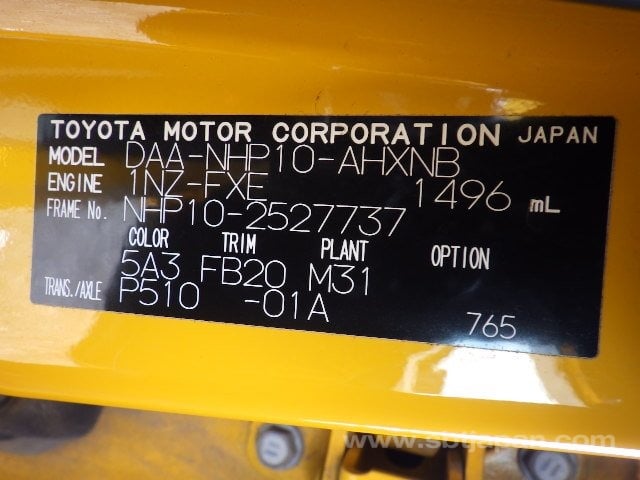 TOYOTA MOTOR CORPORATION JAPAN
MODEL DAA-NHP10-AHXNB
ENGINE 1NZ-FXE 1496 mL
FRAME No. NHP10-2527737
COLOR TRIM PLANT OPTION
5A3 FB20 M31
TRANS./AXLE P510 -01A
765
www.sbtjapan.com